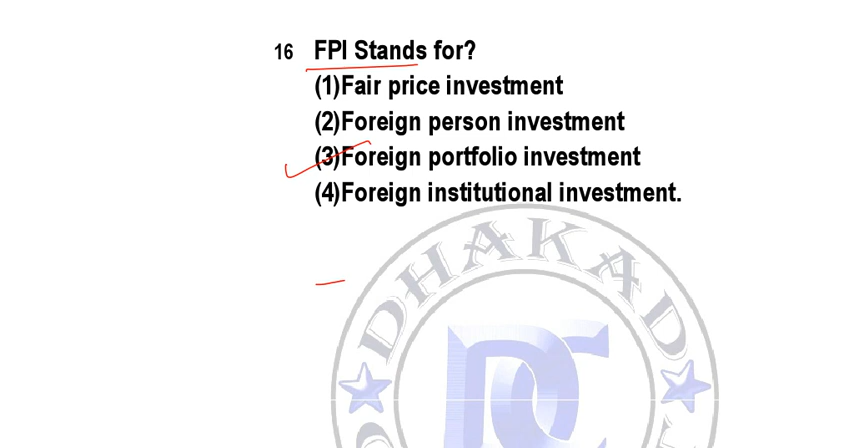 16 FPI Stands for?
(1)Fair price investment
(2)Foreign person investment
(3)Foreign portfolio investment
(4)Foreign institutional investment.
DHAKAD
DC